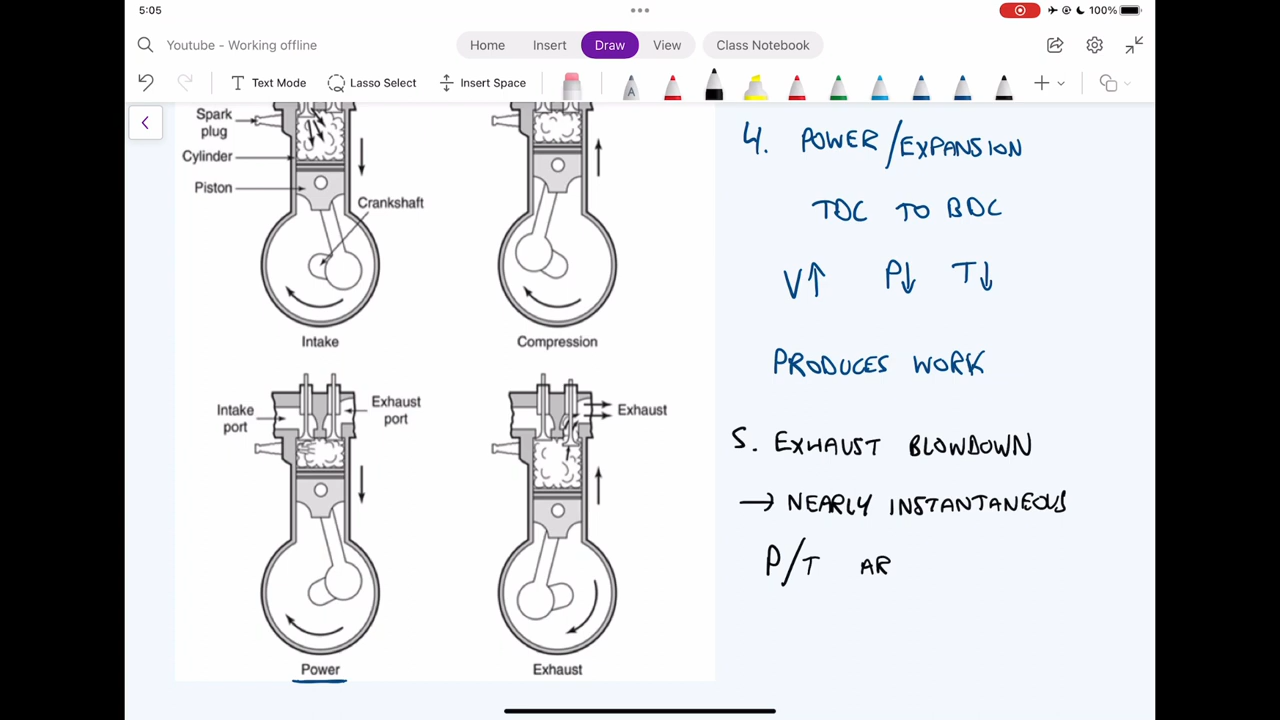 5:05
100%
Youtube - Working offline
Home Insert Draw View Class Notebook
Text Mode Lasso Select Insert Space
A
Spark
plug
Cylinder
Piston
Crankshaft
Intake
Compression
Intake
port
Exhaust
port
Exhaust
Power
Exhaust
4. POWER/EXPANSION
TDC TO BDC
V↑ P↓ T↓
PRODUCES WORK
5. EXHAUST BLOWDOWN
→ NEARLY INSTANTANEOUS
P/T AR